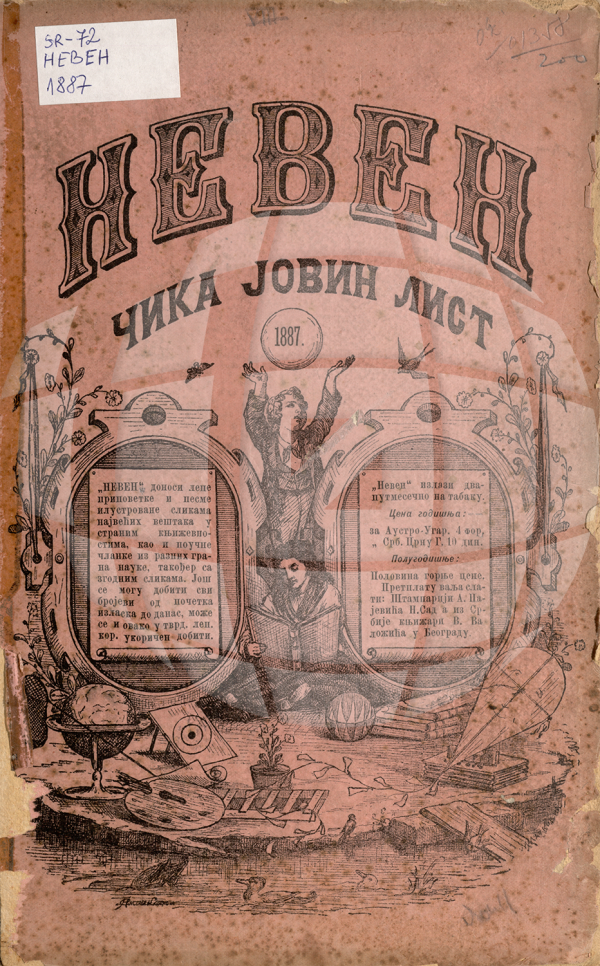 SR-72
НЕВЕН
1887
200
НЕВЕН
ЧИКА ЈОВИН ЛИСТ
1887.
„НЕВЕН“ доноси лепе
приповетке и песме
илустроване сликама
највећих вештака у
страним књижевно-
стима, као и поучне
чланке из разних гра-
на науке, такођер са
згодним сликама. Још
се могу добити сви
бројеви од почетка
изласка до данас, може
се и овако у тврд. леп.
кор. укоричен добити.
„Невен“ излази два-
пут месечно на табаку.
Цена годишња:
за Аустро-Угар. 4 фор.
„ Срб. Црну Г. 10 дин.
Полугодишње:
Половина горње цене.
Претплату ваља сла-
ти: Штампарији А. Па-
јевића Н.Сад а из Ср-
бије књижара В. Ва-
ложића у Београду.